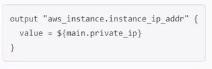 output "aws_instance.instance_ip_addr" {
  value = ${main.private_ip}
}